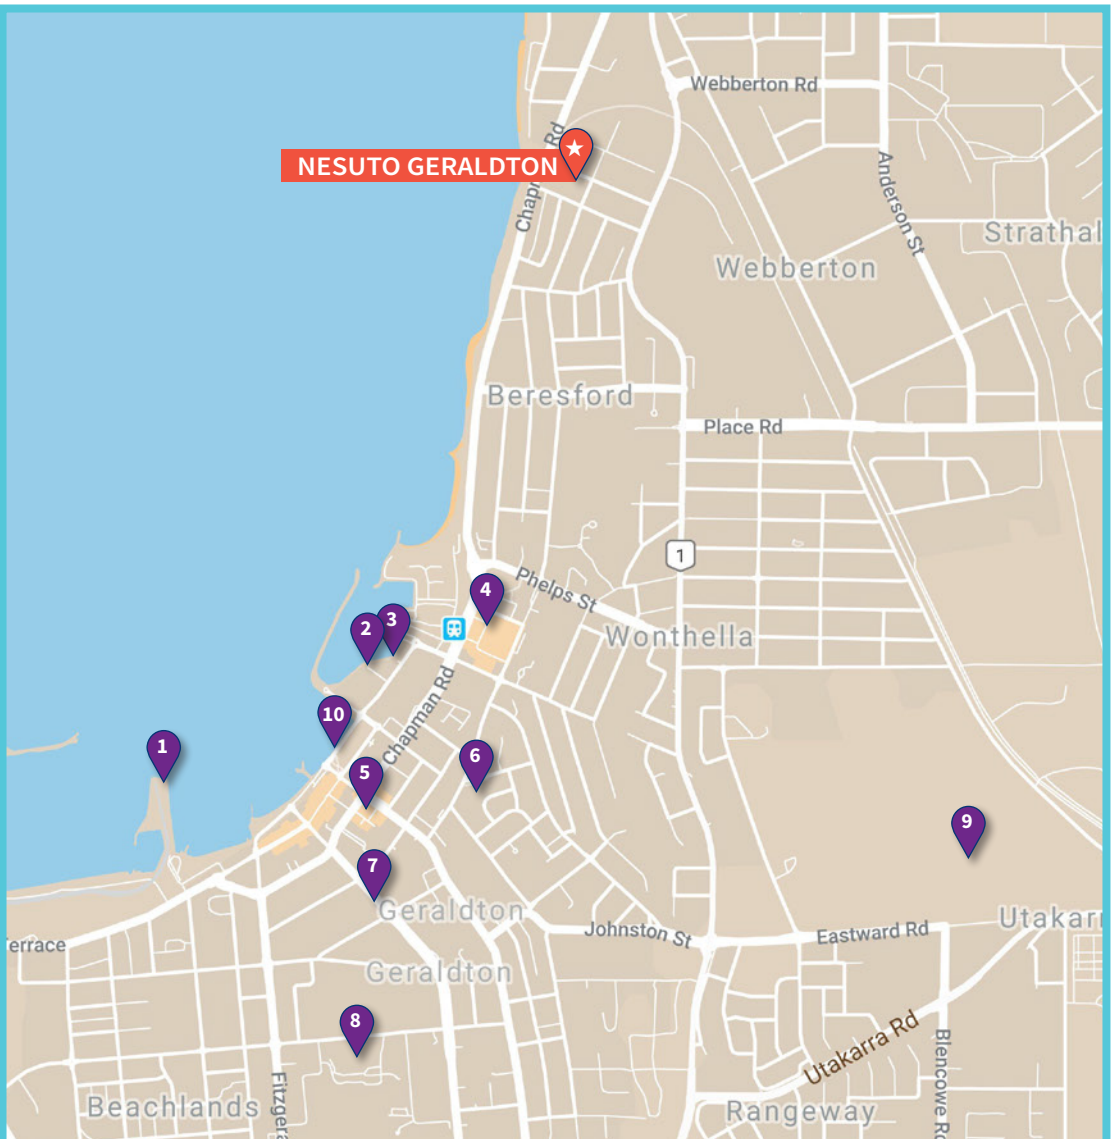 Webberton Rd
Chapman Rd
NESUTO GERALDTON
Anderson St
Strathal
Webberton
Beresford
Place Rd
1
Phelps St
4
3
2
Wonthella
Chapman Rd
10
1
6
5
9
7
Geraldton
Utakarr
Johnston St
Eastward Rd
errace
Geraldton
8
Utakarra Rd
Blencowe Rd
Fitzgera
Beachlands
Rangeway